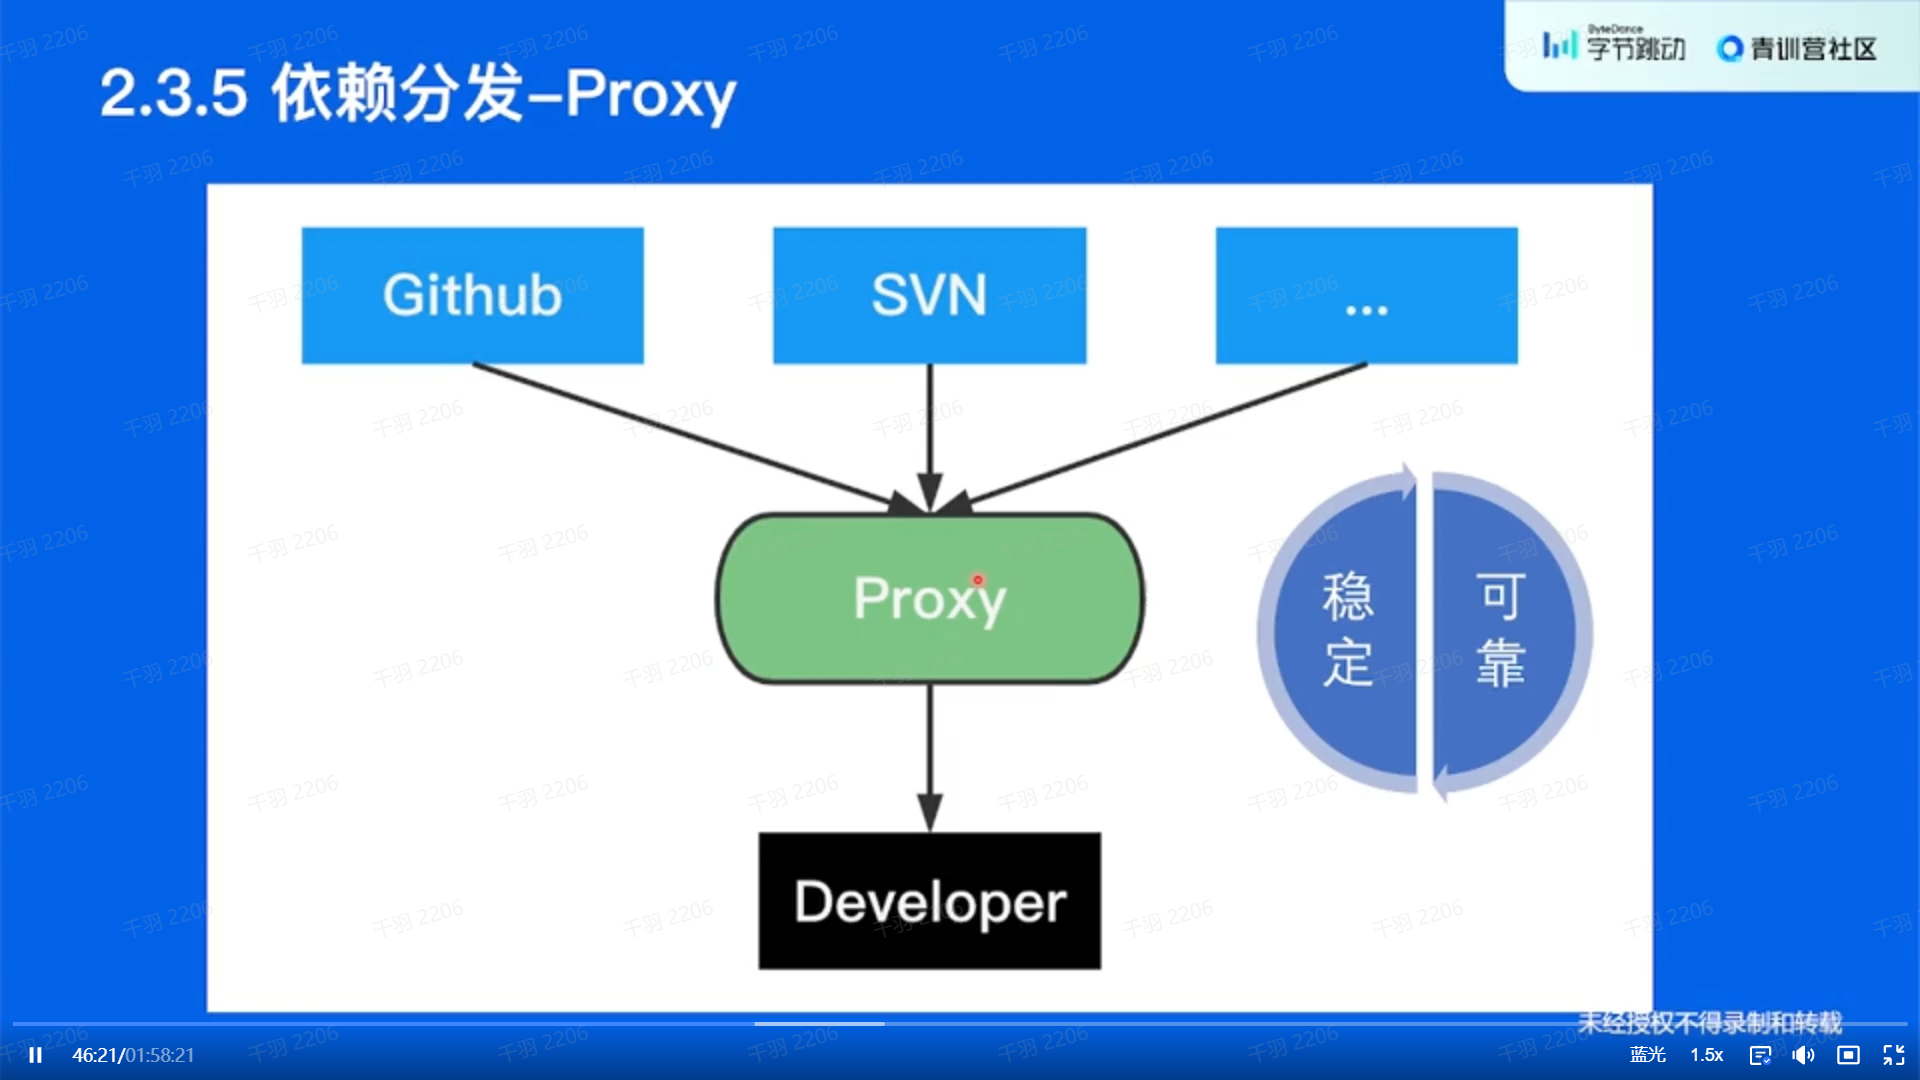 ByteDance
字节跳动 青训营社区
2.3.5 依赖分发-Proxy
Github
SVN
...
Proxy
稳定
可靠
Developer
未经授权不得录制和转载
46:21/01:58:21
蓝光
1.5x
千羽 2206